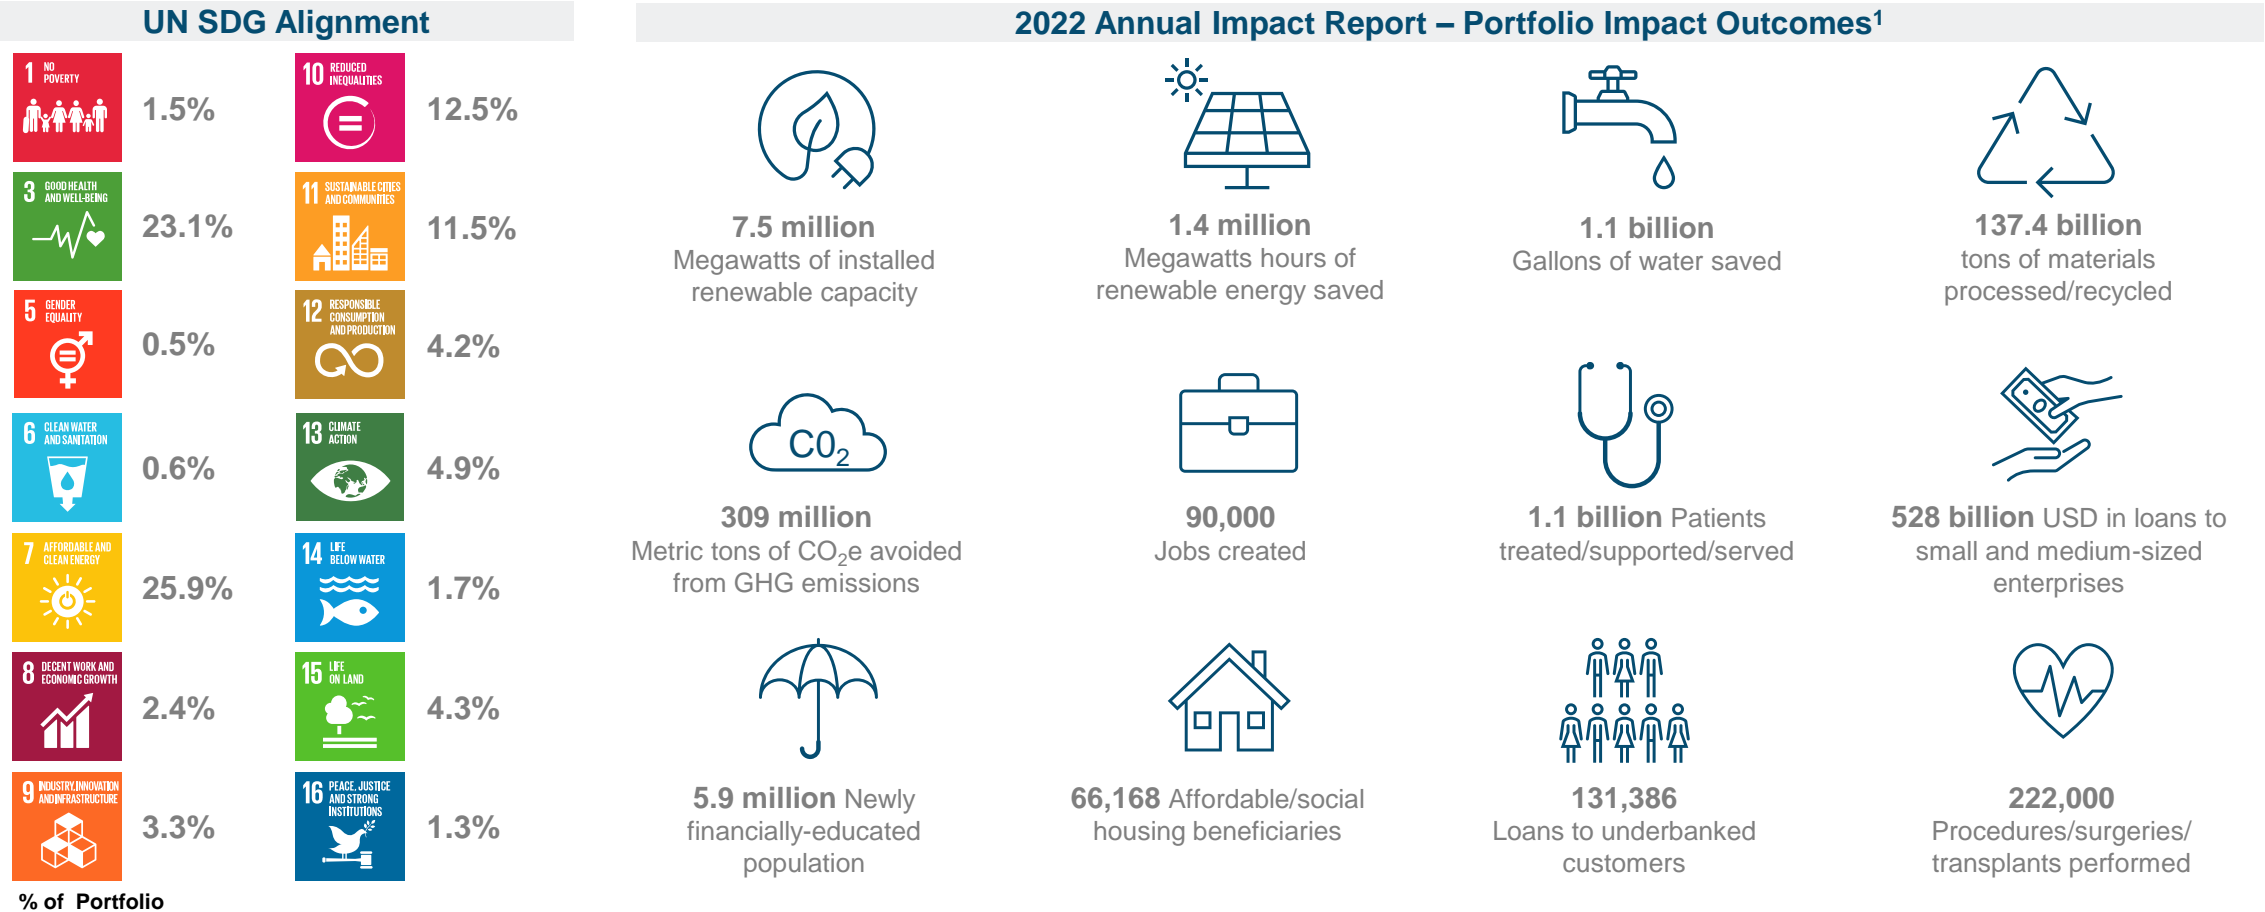 UN SDG Alignment
1 NO
POVERTY
1.5%
3 GOOD HEALTH
AND WELL-BEING
23.1%
5 GENDER
EQUALITY
0.5%
6 CLEAN WATER
AND SANITATION
0.6%
7 AFFORDABLE AND
CLEAN ENERGY
25.9%
8 DECENT WORK AND
ECONOMIC GROWTH
2.4%
9 INDUSTRY, INNOVATION
AND INFRASTRUCTURE
3.3%
10 REDUCED
INEQUALITIES
12.5%
11 SUSTAINABLE CITIES
AND COMMUNITIES
11.5%
12 RESPONSIBLE
CONSUMPTION
AND PRODUCTION
4.2%
13 CLIMATE
ACTION
4.9%
14 LIFE
BELOW WATER
1.7%
15 LIFE
ON LAND
4.3%
16 PEACE, JUSTICE
AND STRONG
INSTITUTIONS
1.3%
% of Portfolio
2022 Annual Impact Report – Portfolio Impact Outcomes¹
7.5 million
Megawatts of installed
renewable capacity
1.4 million
Megawatts hours of
renewable energy saved
1.1 billion
Gallons of water saved
137.4 billion
tons of materials
processed/recycled
C0₂
309 million
Metric tons of CO₂e avoided
from GHG emissions
90,000
Jobs created
1.1 billion Patients
treated/supported/served
528 billion USD in loans to
small and medium-sized
enterprises
5.9 million Newly
financially-educated
population
66,168 Affordable/social
housing beneficiaries
131,386
Loans to underbanked
customers
222,000
Procedures/surgeries/
transplants performed